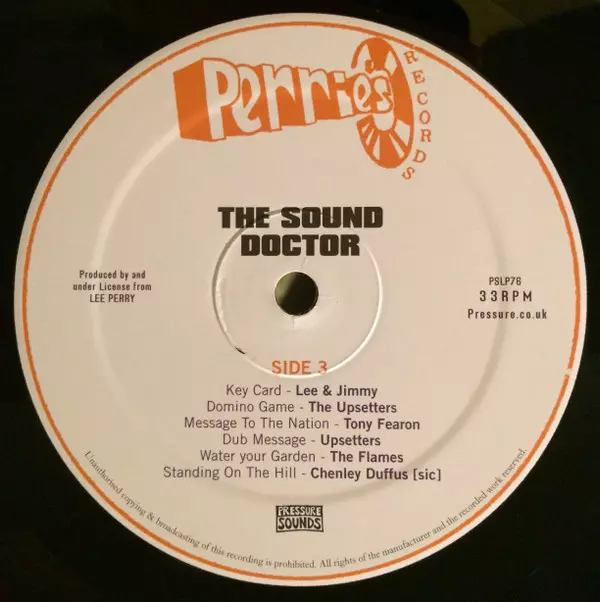 Perries
RECORDS
THE SOUND
DOCTOR
Produced by and
under License from
LEE PERRY
PSLP76
33RPM
Pressure.co.uk
SIDE 3
Key Card - Lee & Jimmy
Domino Game - The Upsetters
Message To The Nation - Tony Fearon
Dub Message - Upsetters
Water your Garden - The Flames
Standing On The Hill - Chenley Duffus [sic]
PRESSURE
SOUNDS
Unauthorised copying & broadcasting of this recording is prohibited. All rights of the manufacturer and the recorded work reserved.